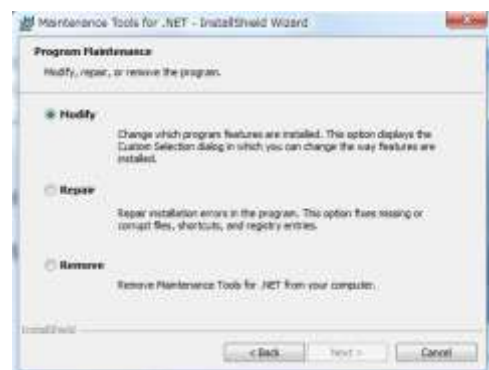 Maintenance Tools for .NET - InstallShield Wizard
Program Maintenance
Modify, repair, or remove the program.
Modify
Change which program features are installed. This option displays the
Custom Selection dialog in which you can change the way features are
installed.
Repair
Repair installation errors in the program. This option fixes missing or
corrupt files, shortcuts, and registry entries.
Remove
Remove Maintenance Tools for .NET from your computer.
InstallShield
< Back
Next >
Cancel